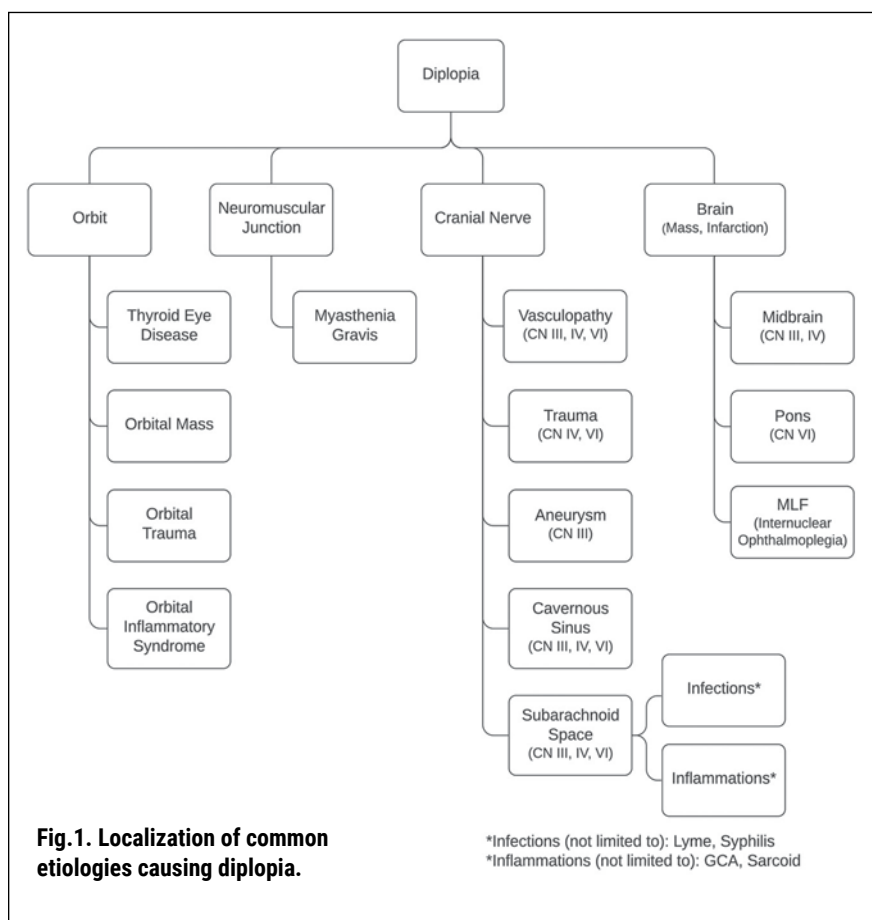 Diplopia
Orbit
Neuromuscular
Junction
Cranial Nerve
Brain
(Mass, Infarction)
Thyroid Eye
Disease
Orbital Mass
Orbital
Trauma
Orbital
Inflammatory
Syndrome
Myasthenia
Gravis
Vasculopathy
(CN III, IV, VI)
Trauma
(CN IV, VI)
Aneurysm
(CN III)
Cavernous
Sinus
(CN III, IV, VI)
Subarachnoid
Space
(CN III, IV, VI)
Infections*
Inflammations*
Midbrain
(CN III, IV)
Pons
(CN VI)
MLF
(Internuclear
Ophthalmoplegia)
Fig.1. Localization of common
etiologies causing diplopia.
*Infections (not limited to): Lyme, Syphilis
*Inflammations (not limited to): GCA, Sarcoid